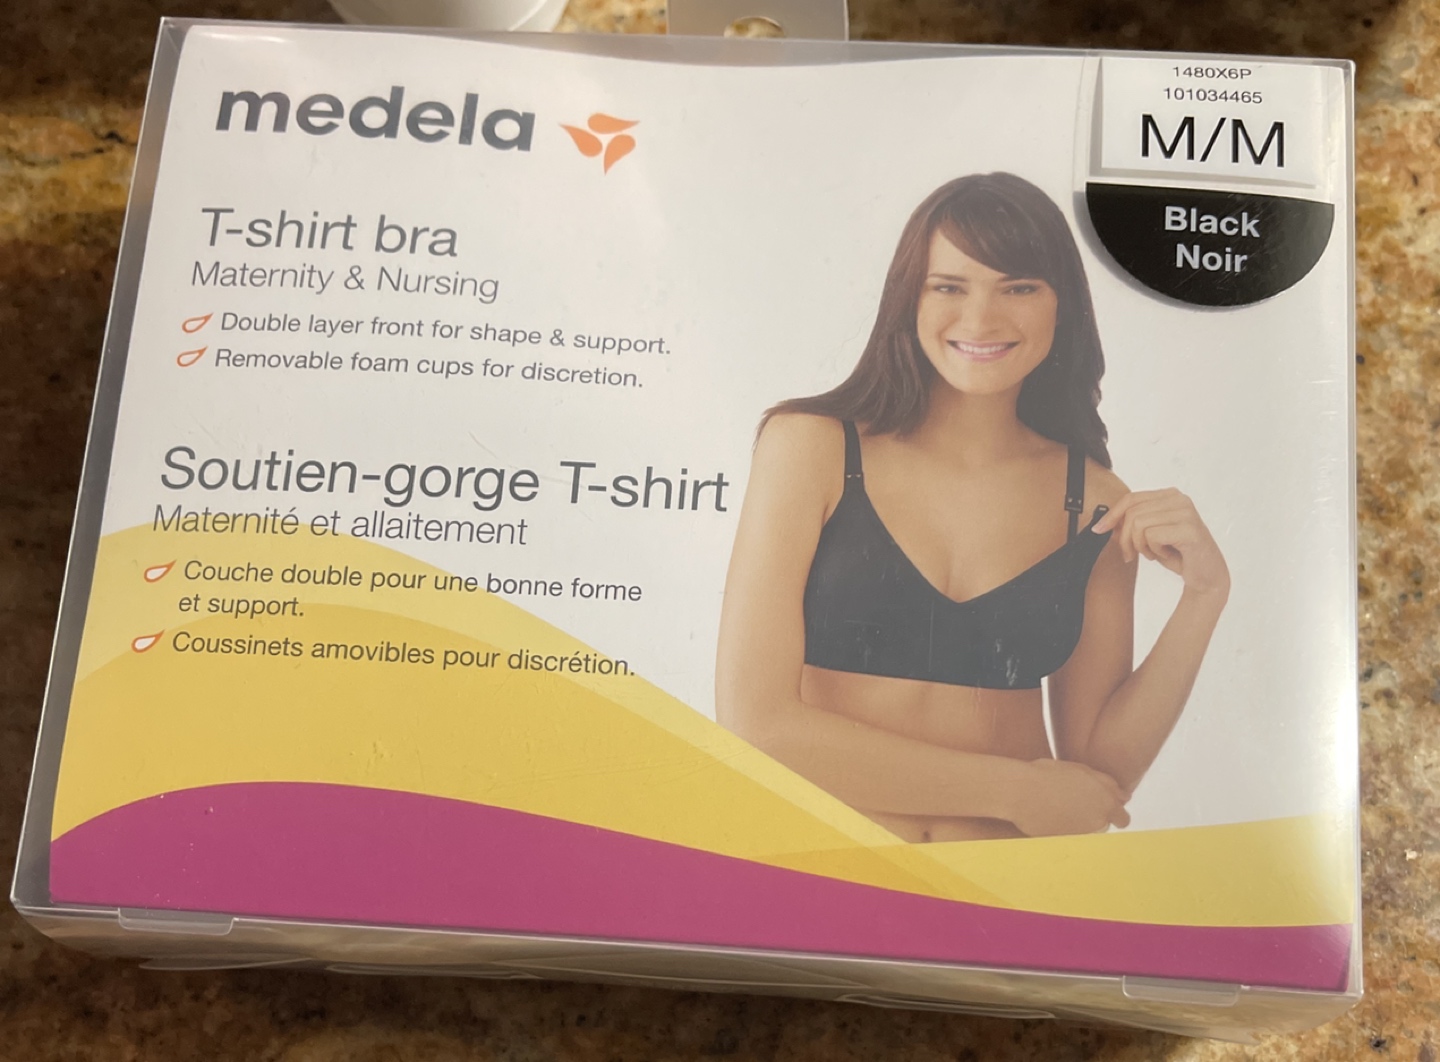 medela
1480X6P
101034465
M/M
Black
Noir
T-shirt bra
Maternity & Nursing
Double layer front for shape & support.
Removable foam cups for discretion.
Soutien-gorge T-shirt
Maternité et allaitement
Couche double pour une bonne forme
et support.
Coussinets amovibles pour discrétion.